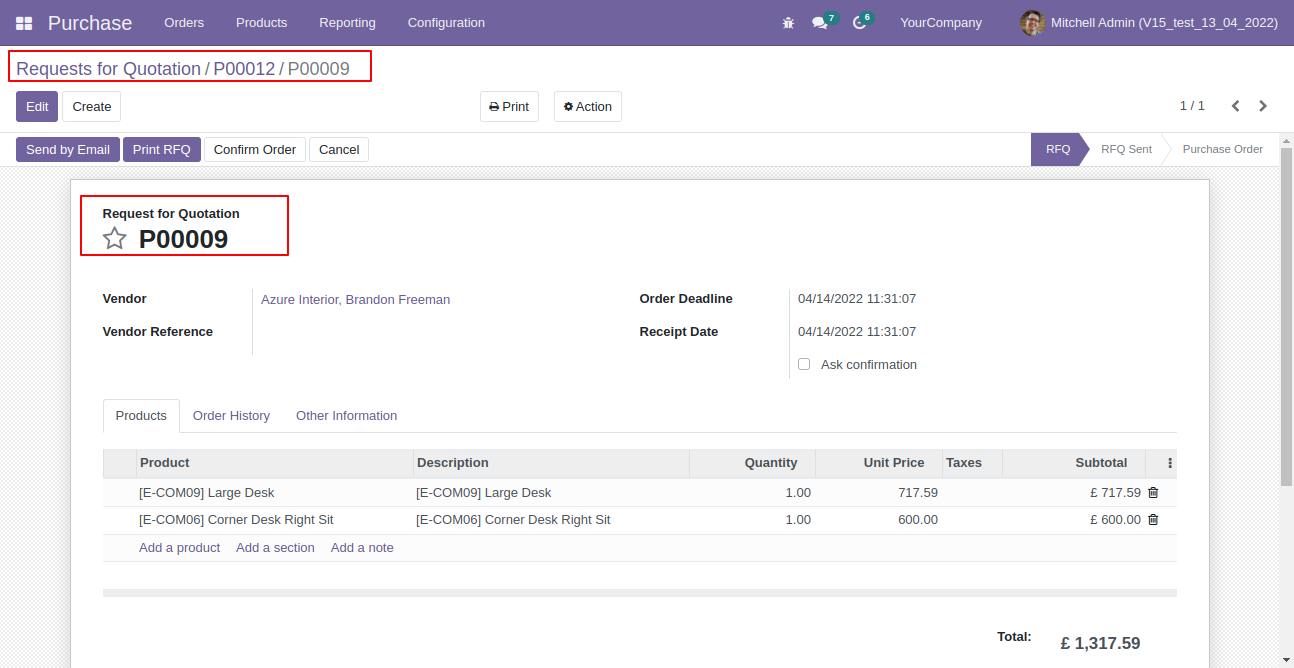 Purchase Orders Products Reporting Configuration 7 6 YourCompany Mitchell Admin (V15_test_13_04_2022)
Requests for Quotation / P00012 / P00009
Edit Create Print Action 1 / 1
Send by Email Print RFQ Confirm Order Cancel RFQ RFQ Sent Purchase Order
Request for Quotation
P00009
Vendor Azure Interior, Brandon Freeman Order Deadline 04/14/2022 11:31:07
Vendor Reference Receipt Date 04/14/2022 11:31:07
Ask confirmation
Products Order History Other Information
Product Description Quantity Unit Price Taxes Subtotal
[E-COM09] Large Desk [E-COM09] Large Desk 1.00 717.59 £ 717.59
[E-COM06] Corner Desk Right Sit [E-COM06] Corner Desk Right Sit 1.00 600.00 £ 600.00
Add a product Add a section Add a note
Total: £ 1,317.59